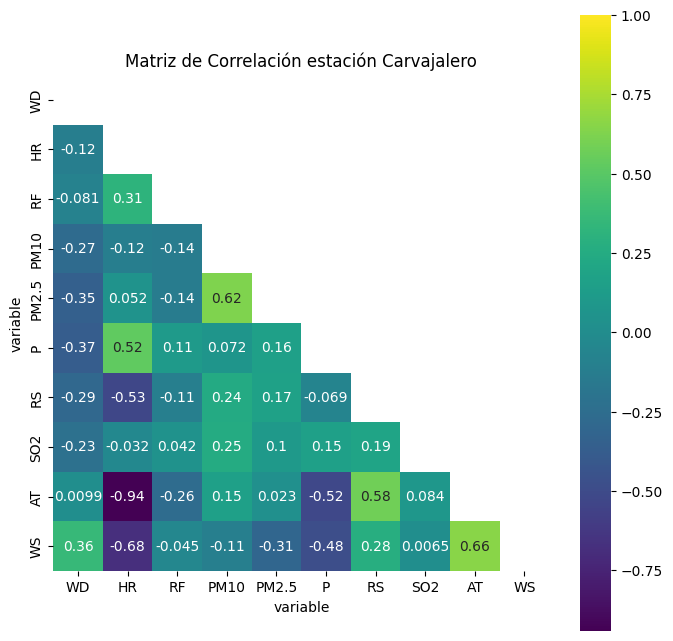 Matriz de Correlación estación Carvajalero
1.00
WD
0.75
HR -0.12
RF -0.081 0.31
0.50
PM10 -0.27 -0.12 -0.14
0.25
PM2.5 -0.35 0.052 -0.14 0.62
variable
0.00
P -0.37 0.52 0.11 0.072 0.16
RS -0.29 -0.53 -0.11 0.24 0.17 -0.069
−0.25
SO2 -0.23 -0.032 0.042 0.25 0.1 0.15 0.19
AT 0.0099 -0.94 -0.26 0.15 0.023 -0.52 0.58 0.084
−0.50
WS 0.36 -0.68 -0.045 -0.11 -0.31 -0.48 0.28 0.0065 0.66
−0.75
WD HR RF PM10 PM2.5 P RS SO2 AT WS
variable